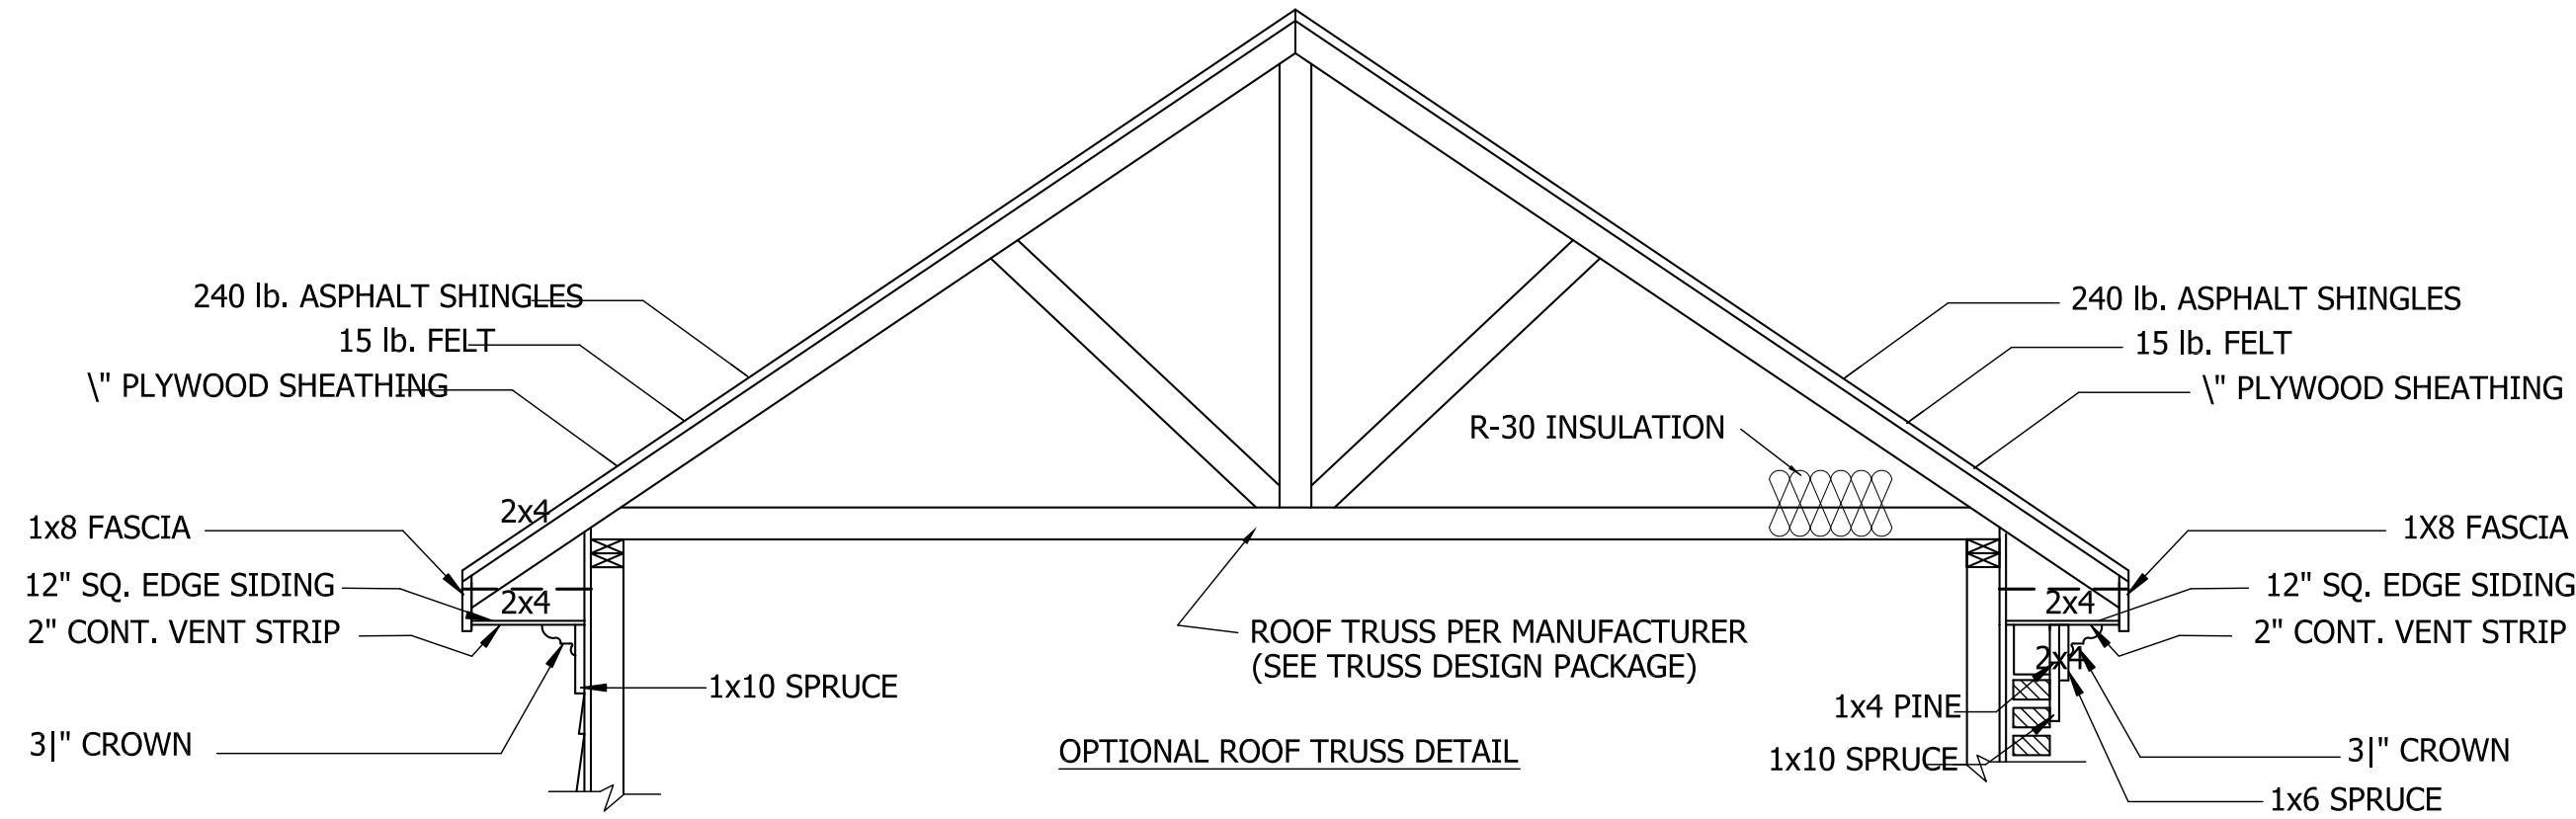 240 lb. ASPHALT SHINGLES
15 lb. FELT
\" PLYWOOD SHEATHING
2x4
1x8 FASCIA
12" SQ. EDGE SIDING
2x4
2" CONT. VENT STRIP
1x10 SPRUCE
3|" CROWN
R-30 INSULATION
ROOF TRUSS PER MANUFACTURER
(SEE TRUSS DESIGN PACKAGE)
OPTIONAL ROOF TRUSS DETAIL
240 lb. ASPHALT SHINGLES
15 lb. FELT
\" PLYWOOD SHEATHING
1X8 FASCIA
12" SQ. EDGE SIDING
2x4
2" CONT. VENT STRIP
2x4
1x4 PINE
1x10 SPRUCE
3|" CROWN
1x6 SPRUCE